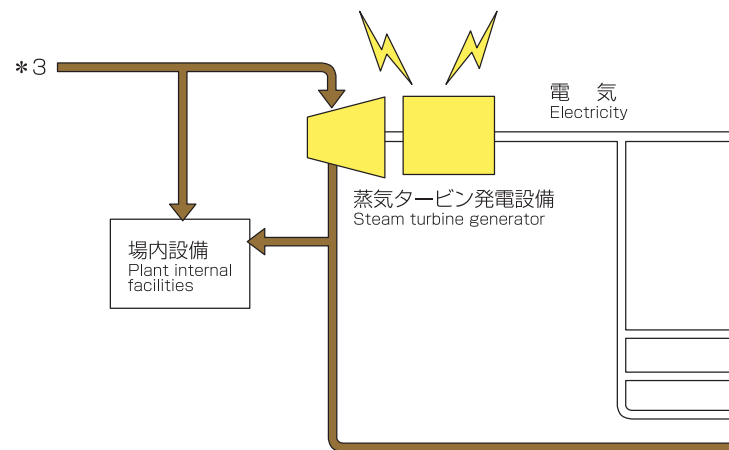 *3
電 気
Electricity
蒸気タービン発電設備
Steam turbine generator
場内設備
Plant internal
facilities